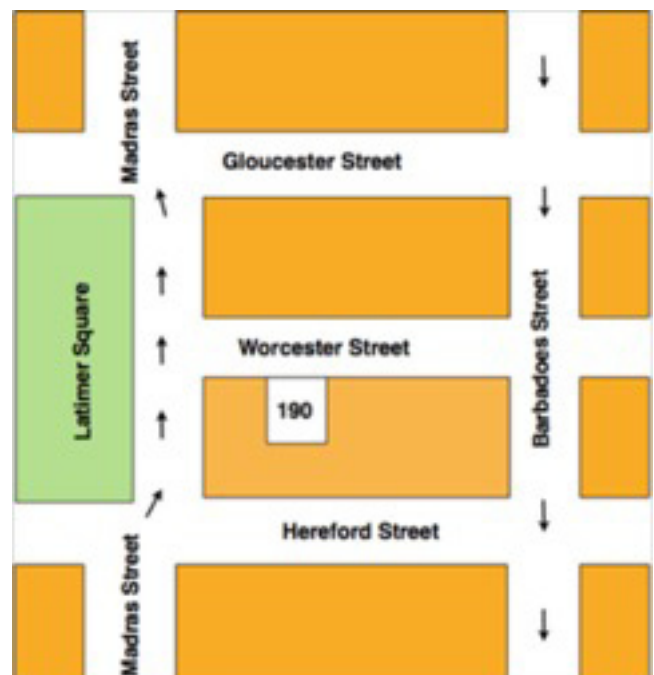 Madras Street
Gloucester Street
Latimer Square
Worcester Street
Barbadoes Street
190
Hereford Street
Madras Street